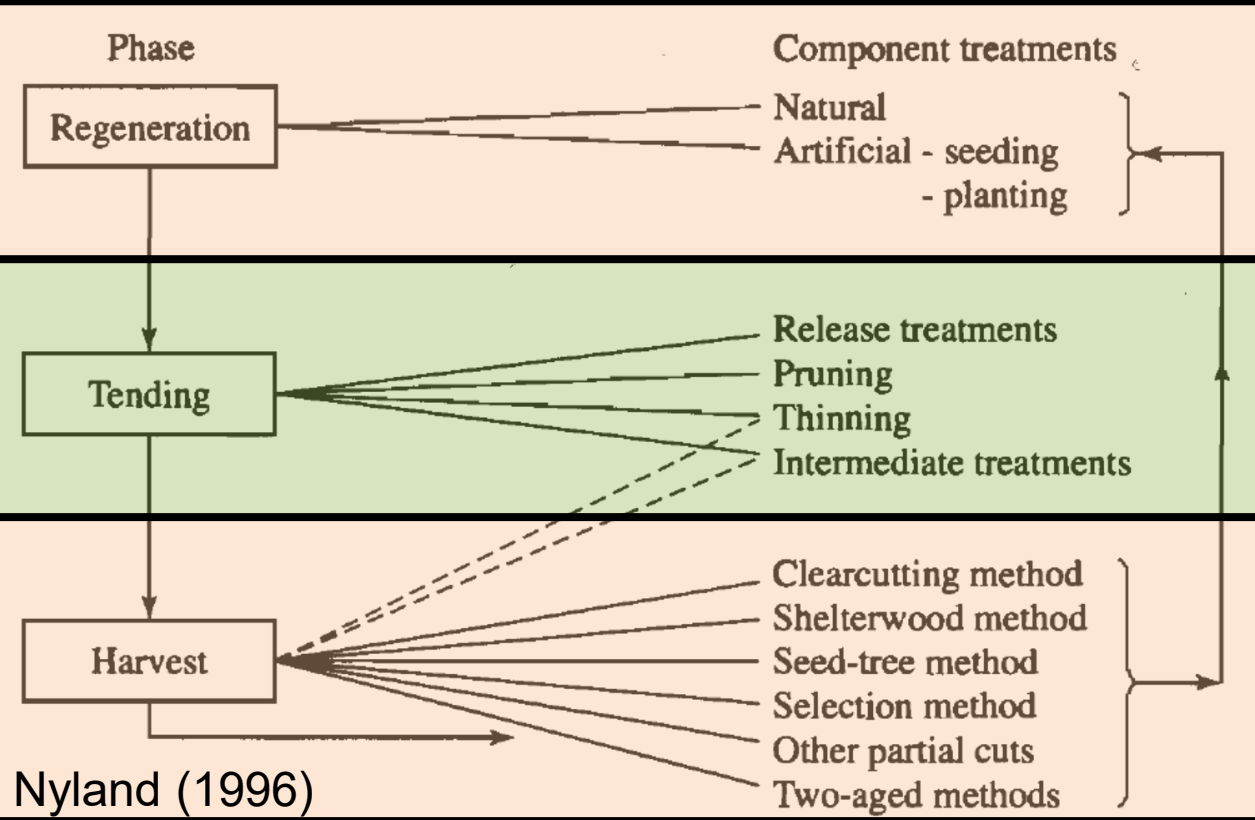 Phase
Component treatments
Regeneration
Natural
Artificial - seeding
- planting
Tending
Release treatments
Pruning
Thinning
Intermediate treatments
Harvest
Clearcutting method
Shelterwood method
Seed-tree method
Selection method
Other partial cuts
Two-aged methods
Nyland (1996)